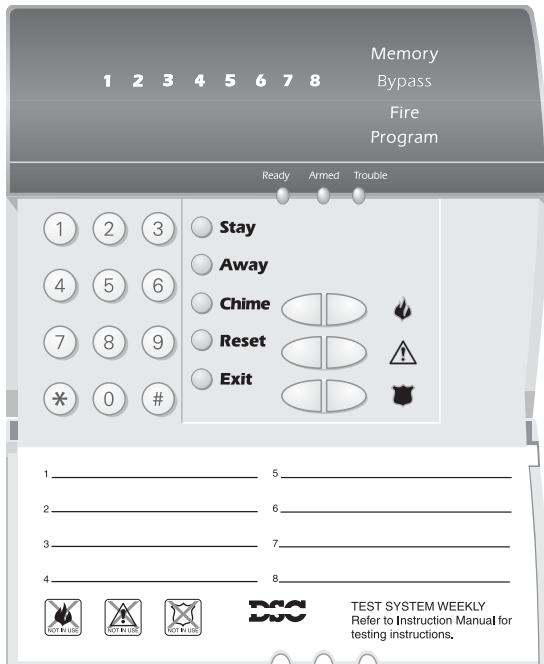 Memory
1 2 3 4 5 6 7 8 Bypass
Fire
Program
Ready Armed Trouble
1 2 3 Stay
Away
4 5 6
Chime
7 8 9 Reset
Exit
* 0 #
1 5
2 6
3 7
4 8
NOT IN USE NOT IN USE NOT IN USE
DSC
TEST SYSTEM WEEKLY
Refer to Instruction Manual for
testing instructions.